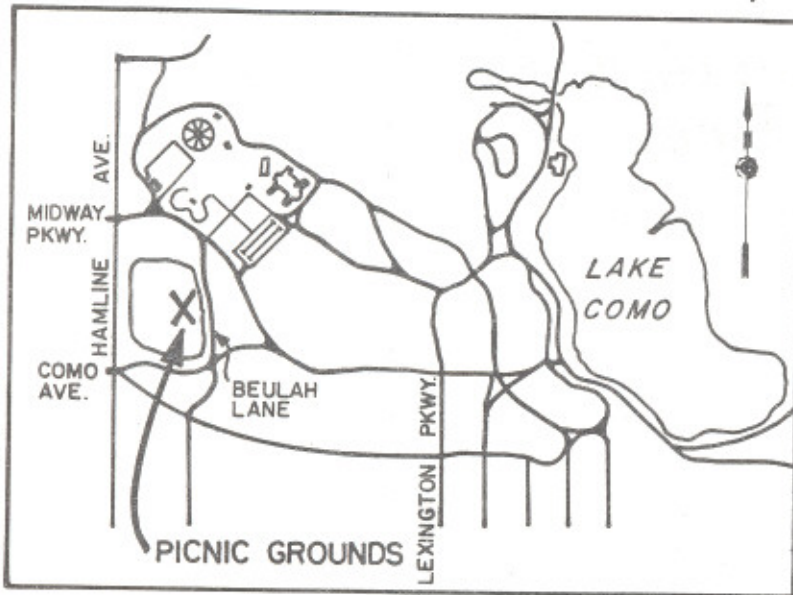 AVE.
MIDWAY
PKWY.
HAMLINE
LAKE
COMO
COMO
AVE.
BEULAH
LANE
LEXINGTON PKWY.
X
PICNIC GROUNDS